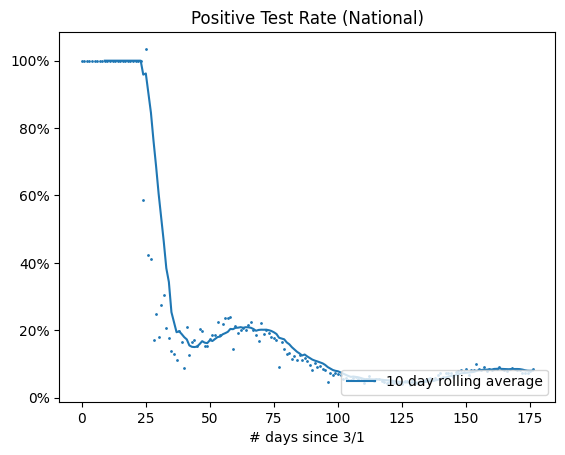 Positive Test Rate (National)
100%
80%
60%
40%
20%
0%
0 25 50 75 100 125 150 175
# days since 3/1
10 day rolling average